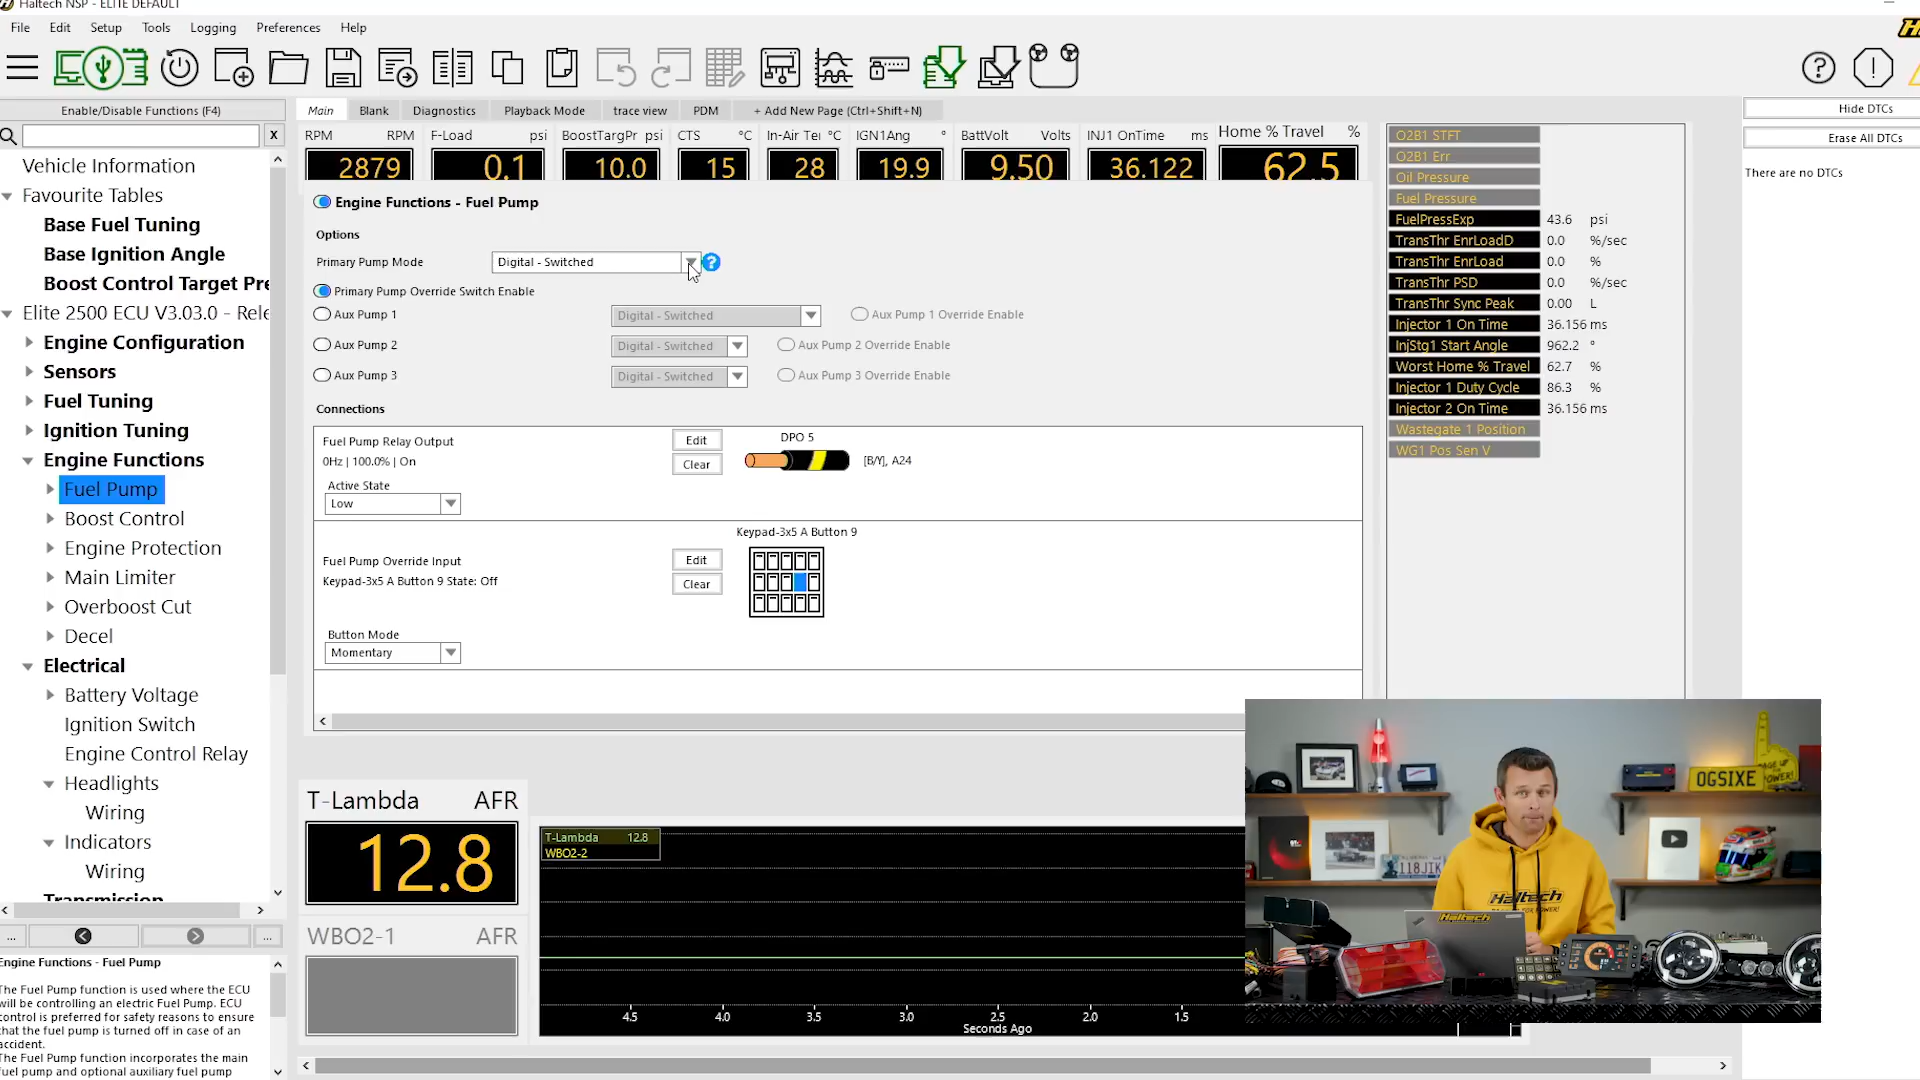 Haltech NSP - ELITE DEFAULT
File Edit Setup Tools Logging Preferences Help
Enable/Disable Functions (F4)
X
Vehicle Information
Favourite Tables
Base Fuel Tuning
Base Ignition Angle
Boost Control Target Pre
Elite 2500 ECU V3.03.0 - Rele
Engine Configuration
Sensors
Fuel Tuning
Ignition Tuning
Engine Functions
Fuel Pump
Boost Control
Engine Protection
Main Limiter
Overboost Cut
Decel
Electrical
Battery Voltage
Ignition Switch
Engine Control Relay
Headlights
Wiring
Indicators
Wiring
Transmission
... ...
Engine Functions - Fuel Pump
The Fuel Pump function is used where the ECU
will be controlling an electric Fuel Pump. ECU
control is preferred for safety reasons to ensure
that the fuel pump is turned off in case of an
accident.
The Fuel Pump function incorporates the main
fuel pump and optional auxiliary fuel pump
Main Blank Diagnostics Playback Mode trace view PDM + Add New Page (Ctrl+Shift+N)
RPM RPM F-Load psi BoostTargPr psi CTS °C In-Air Ter °C IGN1Ang ° BattVolt Volts INJ1 OnTime ms Home % Travel %
2879 0.1 10.0 15 28 19.9 9.50 36.122 62.5
Engine Functions - Fuel Pump
Options
Primary Pump Mode Digital - Switched ?
Primary Pump Override Switch Enable
Aux Pump 1 Digital - Switched Aux Pump 1 Override Enable
Aux Pump 2 Digital - Switched Aux Pump 2 Override Enable
Aux Pump 3 Digital - Switched Aux Pump 3 Override Enable
Connections
Fuel Pump Relay Output Edit DPO 5
0Hz | 100.0% | On Clear [B/Y], A24
Active State
Low
Keypad-3x5 A Button 9
Fuel Pump Override Input Edit
Keypad-3x5 A Button 9 State: Off Clear
Button Mode
Momentary
T-Lambda AFR
12.8
WBO2-1 AFR
T-Lambda 12.8
WBO2-2
4.5 4.0 3.5 3.0 2.5 2.0 1.5
Seconds Ago
O2B1 STFT
O2B1 Err
Oil Pressure
Fuel Pressure
FuelPressExp 43.6 psi
TransThr EnrLoadD 0.0 %/sec
TransThr EnrLoad 0.0 %
TransThr PSD 0.0 %/sec
TransThr Sync Peak 0.00 L
Injector 1 On Time 36.156 ms
InjStg1 Start Angle 962.2 °
Worst Home % Travel 62.7 %
Injector 1 Duty Cycle 86.3 %
Injector 2 On Time 36.156 ms
Wastegate 1 Position
WG1 Pos Sen V
Hide DTCs
Erase All DTCs
There are no DTCs
OGSIXE
118JIK
Haltech
Haltech